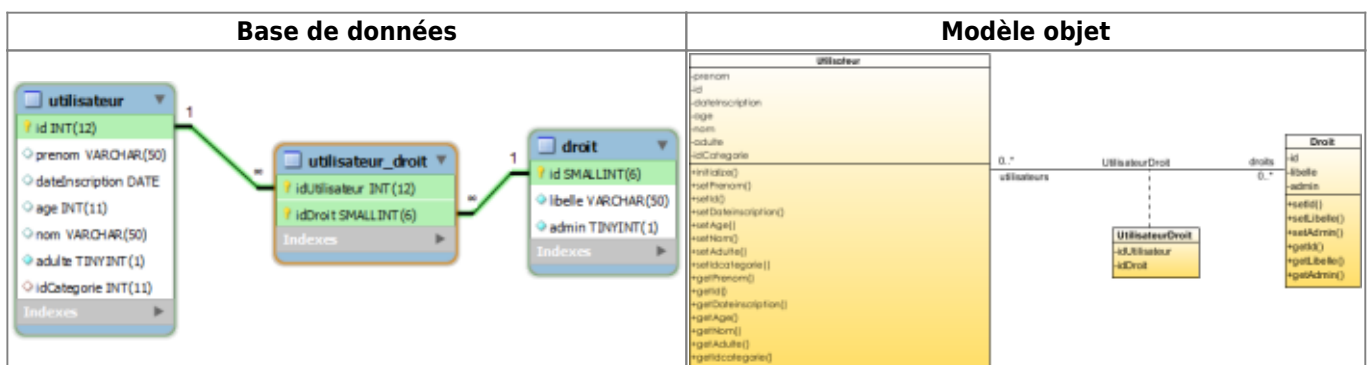 Base de données
Modèle objet
utilisateur
id INT(12)
prenom VARCHAR(50)
dateInscription DATE
age INT(11)
nom VARCHAR(50)
adulte TINYINT(1)
idCategorie INT(11)
Indexes
1
∞
utilisateur_droit
idUtilisateur INT(12)
idDroit SMALLINT(6)
Indexes
∞
1
droit
id SMALLINT(6)
libelle VARCHAR(50)
admin TINYINT(1)
Indexes
Utilisateur
-prenom
-id
-dateInscription
-age
-nom
-adulte
-idCategorie
+initialize()
+setPrenom()
+setId()
+setDateinscription()
+setAge()
+setNom()
+setAdulte()
+setIdcategorie()
+getPrenom()
+getId()
+getDateinscription()
+getAge()
+getNom()
+getAdulte()
+getIdcategorie()
0..*
utilisateurs
UtilisateurDroit
droits
0..*
UtilisateurDroit
-idUtilisateur
-idDroit
Droit
-id
-libelle
-admin
+setId()
+setLibelle()
+setAdmin()
+getId()
+getLibelle()
+getAdmin()